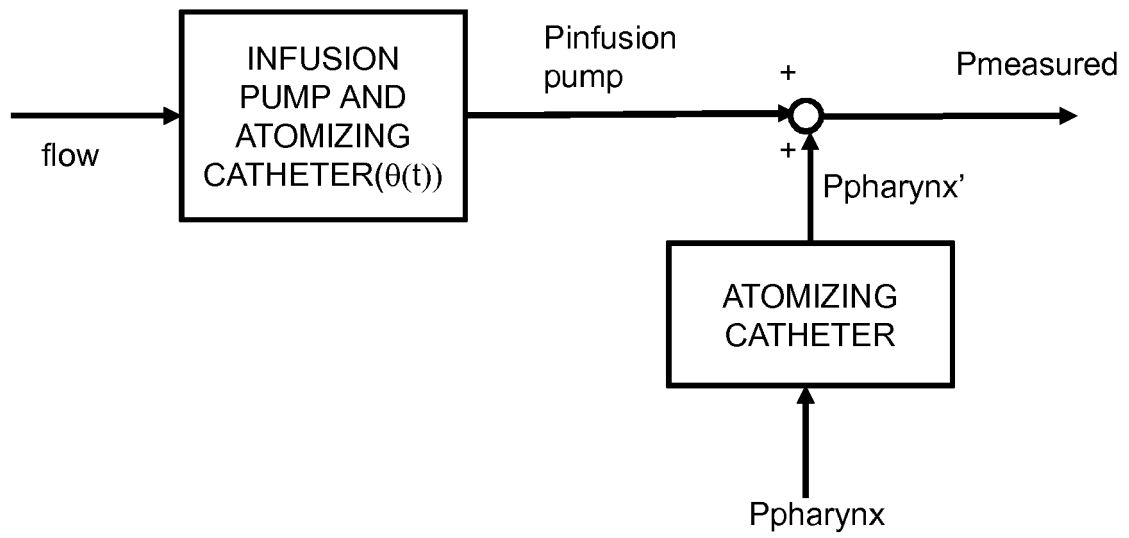 INFUSION
PUMP AND
ATOMIZING
CATHETER(θ(t))
flow
Pinfusion
pump
+
+
Pmeasured
Ppharynx’
ATOMIZING
CATHETER
Ppharynx